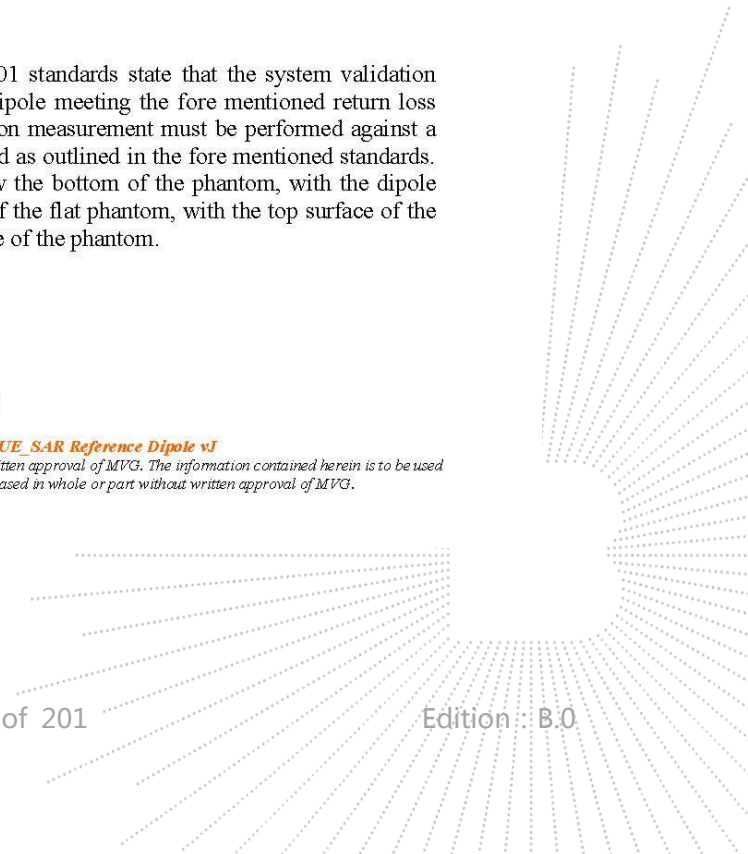 01 standards state that the system validation
ipole meeting the fore mentioned return loss
on measurement must be performed against a
d as outlined in the fore mentioned standards.
w the bottom of the phantom, with the dipole
f the flat phantom, with the top surface of the
e of the phantom.
UE_SAR Reference Dipole vJ
itten approval of MVG. The information contained herein is to be used
eased in whole or part without written approval of MVG.
of 201
Edition : B.0